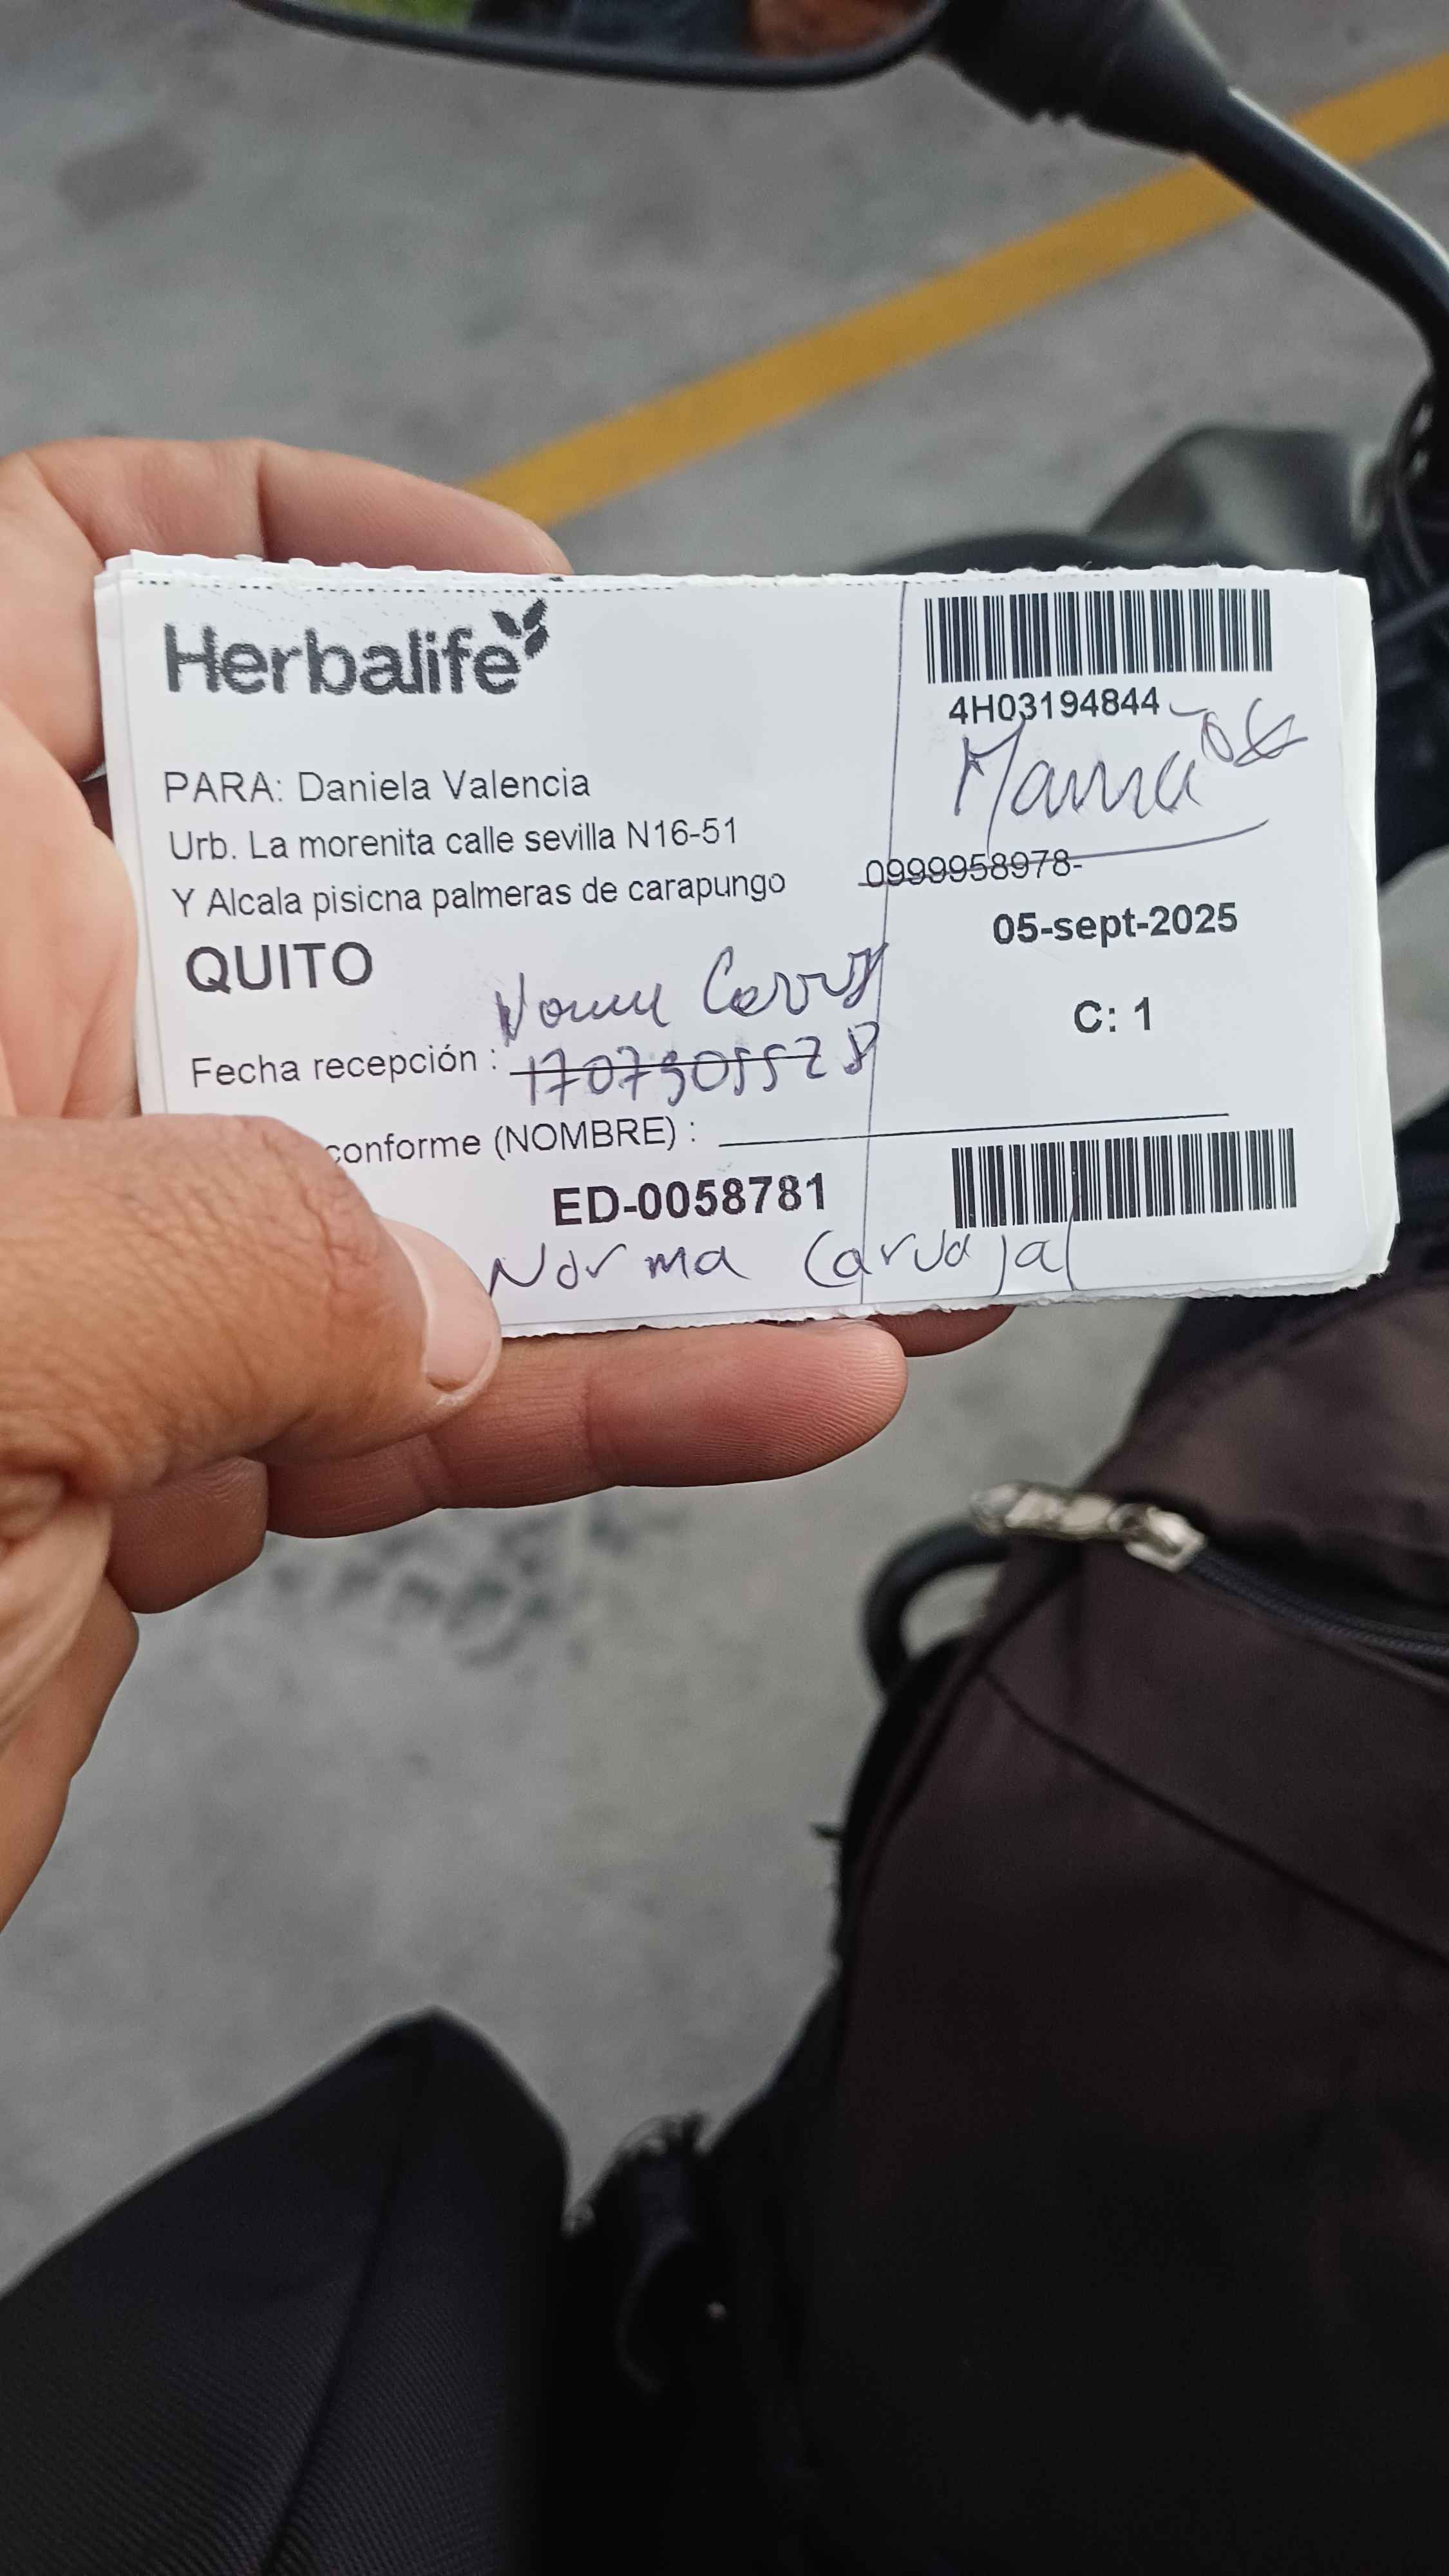 Herbalife
4H03194844
Mamá
PARA: Daniela Valencia
Urb. La morenita calle sevilla N16-51
Y Alcala pisicna palmeras de carapungo
0999958978-
QUITO
05-sept-2025
C: 1
Fecha recepción :
conforme (NOMBRE) :
ED-0058781
Norma Carvajal